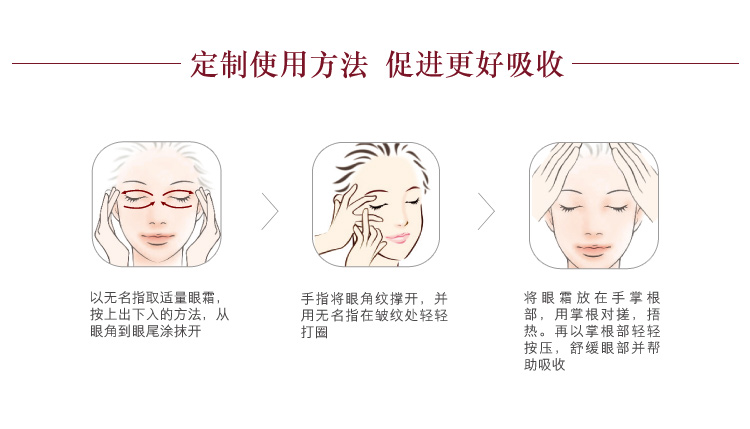 定制使用方法 促进更好吸收
以无名指取适量眼霜，
按上出下入的方法，从
眼角到眼尾涂抹开
手指将眼角纹撑开，并
用无名指在皱纹处轻轻
打圈
将眼霜放在手掌根
部，用掌根对搓，捂
热。再以掌根部轻轻
按压，舒缓眼部并帮
助吸收